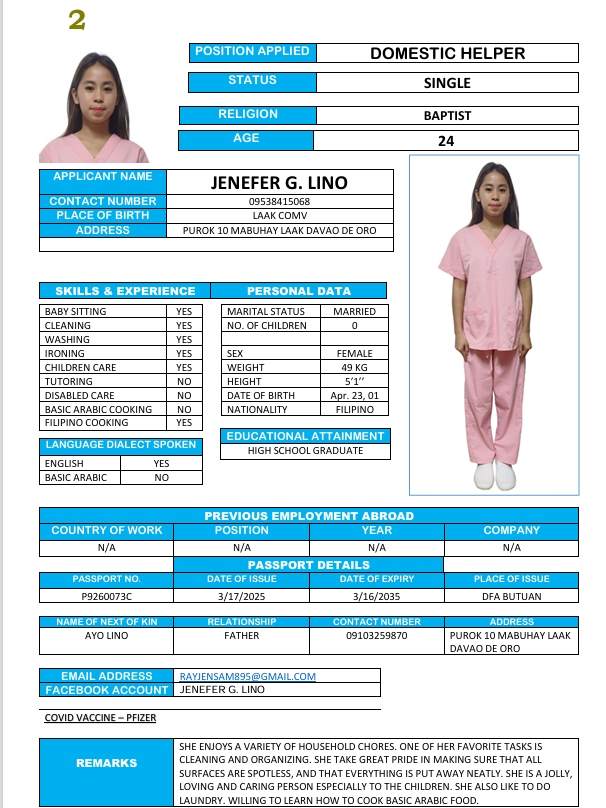 2
POSITION APPLIED DOMESTIC HELPER
STATUS SINGLE
RELIGION BAPTIST
AGE 24
APPLICANT NAME JENEFER G. LINO
CONTACT NUMBER 09538415068
PLACE OF BIRTH LAAK COMV
ADDRESS PUROK 10 MABUHAY LAAK DAVAO DE ORO
SKILLS & EXPERIENCE PERSONAL DATA
BABY SITTING YES MARITAL STATUS MARRIED
CLEANING YES NO. OF CHILDREN 0
WASHING YES
IRONING YES SEX FEMALE
CHILDREN CARE YES WEIGHT 49 KG
TUTORING NO HEIGHT 5'1''
DISABLED CARE NO DATE OF BIRTH Apr. 23, 01
BASIC ARABIC COOKING NO NATIONALITY FILIPINO
FILIPINO COOKING YES
EDUCATIONAL ATTAINMENT
LANGUAGE DIALECT SPOKEN
HIGH SCHOOL GRADUATE
ENGLISH YES
BASIC ARABIC NO
PREVIOUS EMPLOYMENT ABROAD
COUNTRY OF WORK POSITION YEAR COMPANY
N/A N/A N/A N/A
PASSPORT DETAILS
PASSPORT NO. DATE OF ISSUE DATE OF EXPIRY PLACE OF ISSUE
P9260073C 3/17/2025 3/16/2035 DFA BUTUAN
NAME OF NEXT OF KIN RELATIONSHIP CONTACT NUMBER ADDRESS
AYO LINO FATHER 09103259870 PUROK 10 MABUHAY LAAK
DAVAO DE ORO
EMAIL ADDRESS RAYJENSAM895@GMAIL.COM
FACEBOOK ACCOUNT JENEFER G. LINO
COVID VACCINE – PFIZER
REMARKS
SHE ENJOYS A VARIETY OF HOUSEHOLD CHORES. ONE OF HER FAVORITE TASKS IS
CLEANING AND ORGANIZING. SHE TAKE GREAT PRIDE IN MAKING SURE THAT ALL
SURFACES ARE SPOTLESS, AND THAT EVERYTHING IS PUT AWAY NEATLY. SHE IS A JOLLY,
LOVING AND CARING PERSON ESPECIALLY TO THE CHILDREN. SHE ALSO LIKE TO DO
LAUNDRY. WILLING TO LEARN HOW TO COOK BASIC ARABIC FOOD.